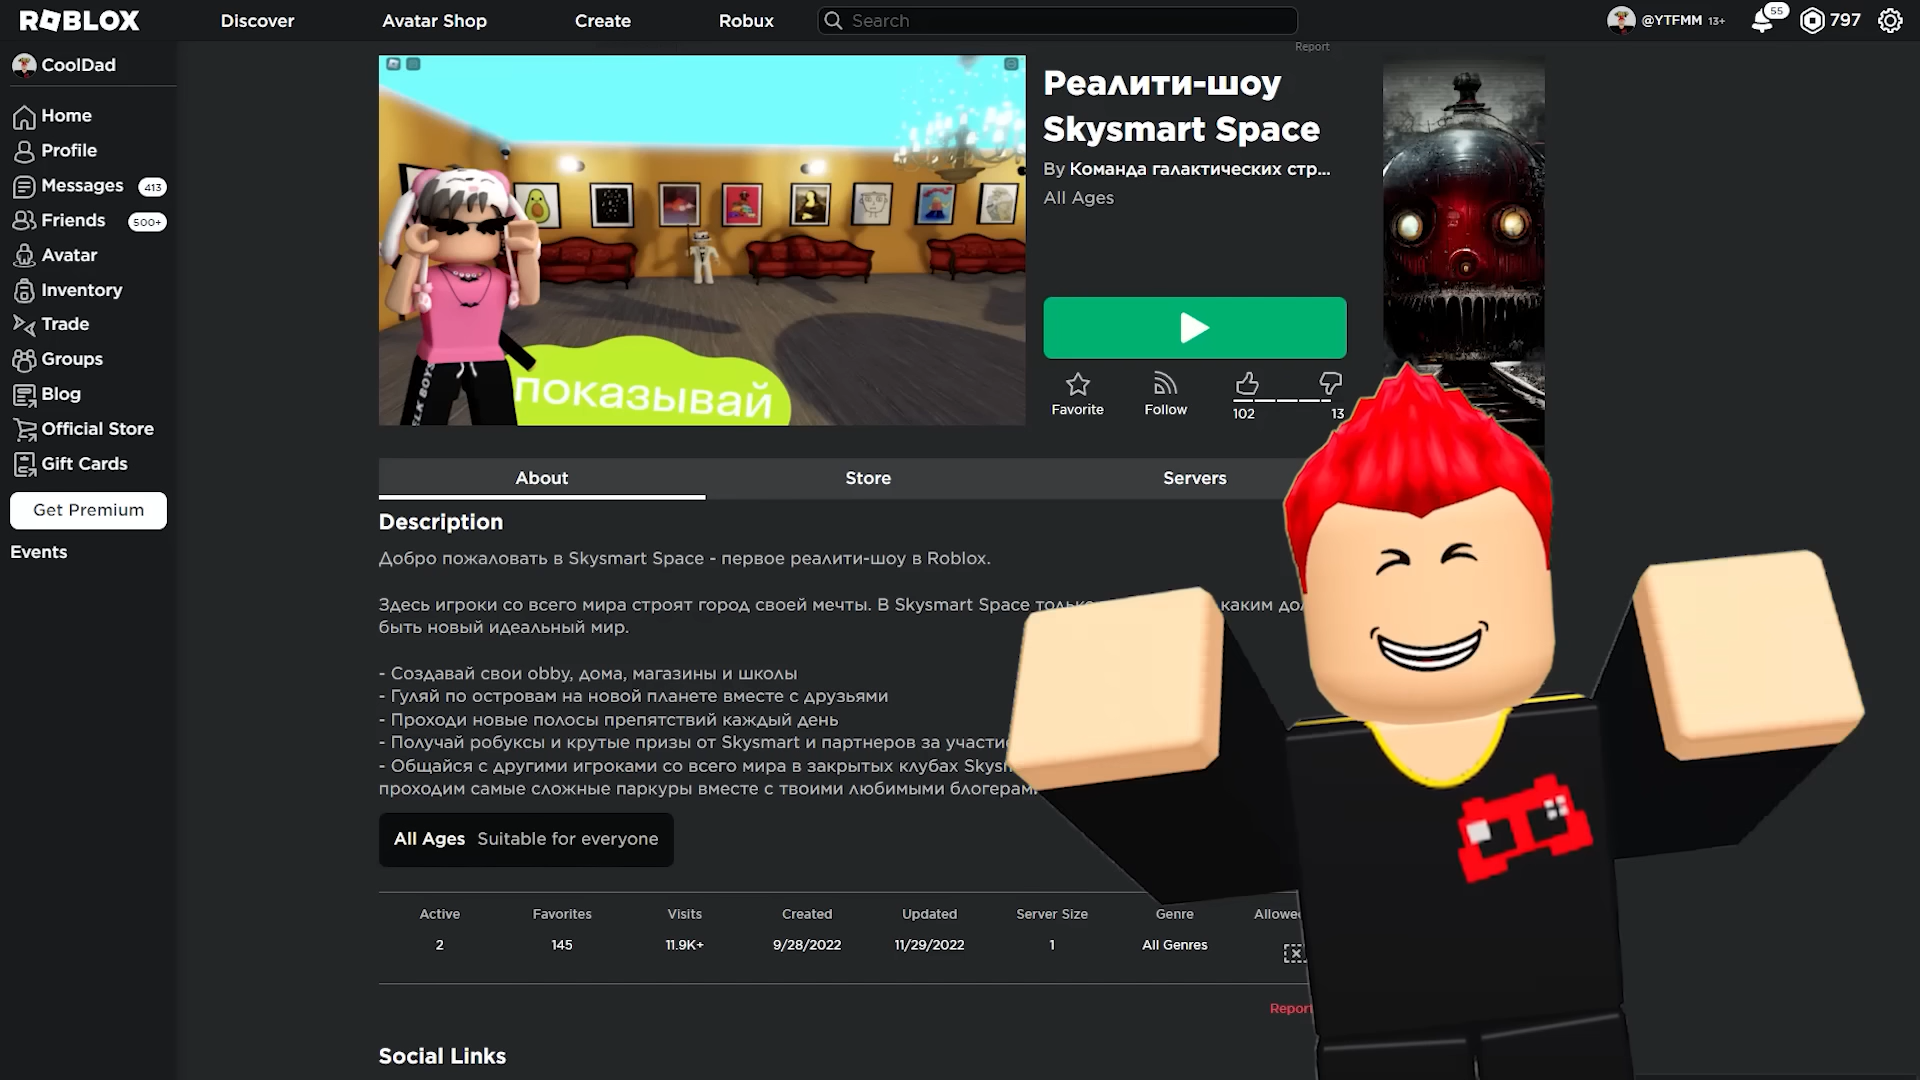 ROBLOX
Discover
Avatar Shop
Create
Robux
Search
@YTFMM 13+
55
797
CoolDad
Home
Profile
Messages 413
Friends 500+
Avatar
Inventory
Trade
Groups
Blog
Official Store
Gift Cards
Get Premium
Events
показывай
Report
Реалити-шоу
Skysmart Space
By Команда галактических стр...
All Ages
Favorite
Follow
102
13
About
Store
Servers
Description
Добро пожаловать в Skysmart Space - первое реалити-шоу в Roblox.
Здесь игроки со всего мира строят город своей мечты. В Skysmart Space каким
быть новый идеальный мир.
- Создавай свои obby, дома, магазины и школы
- Гуляй по островам на новой планете вместе с друзьями
- Проходи новые полосы препятствий каждый день
- Получай робуксы и крутые призы от Skysmart и партнеров за участие
- Общайся с другими игроками со всего мира в закрытых клубах
проходим самые сложные паркуры вместе с твоими любимыми блогерами
All Ages Suitable for everyone
Active
Favorites
Visits
Created
Updated
Server Size
Genre
Allowed
2
145
11.9K+
9/28/2022
11/29/2022
1
All Genres
Report
Social Links